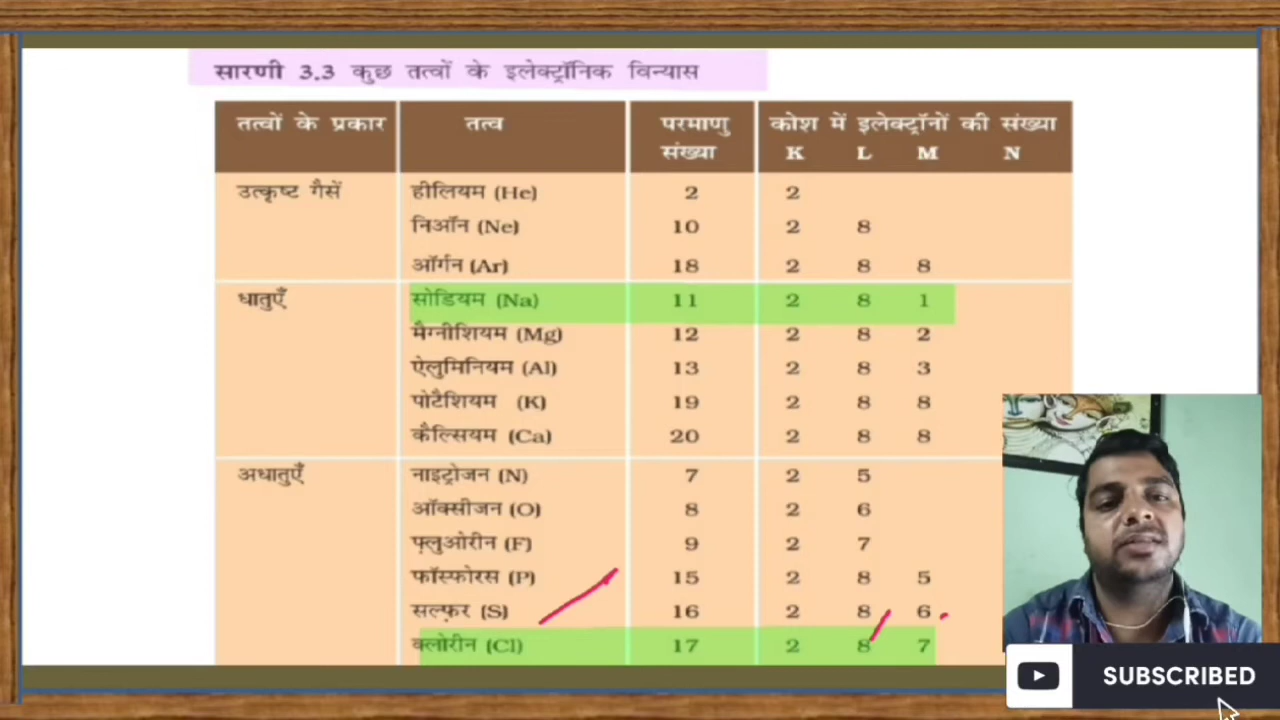 सारणी 3.3 कुछ तत्वों के इलेक्ट्रॉनिक विन्यास
तत्वों के प्रकार तत्व परमाणु संख्या कोश में इलेक्ट्रॉनों की संख्या
K L M N
उत्कृष्ट गैसें हीलियम (He) 2 2
निऑन (Ne) 10 2 8
ऑर्गन (Ar) 18 2 8 8
धातुएँ सोडियम (Na) 11 2 8 1
मैग्नीशियम (Mg) 12 2 8 2
ऐलुमिनियम (Al) 13 2 8 3
पोटैशियम (K) 19 2 8 8
कैल्सियम (Ca) 20 2 8 8
अधातुएँ नाइट्रोजन (N) 7 2 5
ऑक्सीजन (O) 8 2 6
फ़्लुओरीन (F) 9 2 7
फॉस्फोरस (P) 15 2 8 5
सल्फ़र (S) 16 2 8 6
क्लोरीन (Cl) 17 2 8 7
SUBSCRIBED